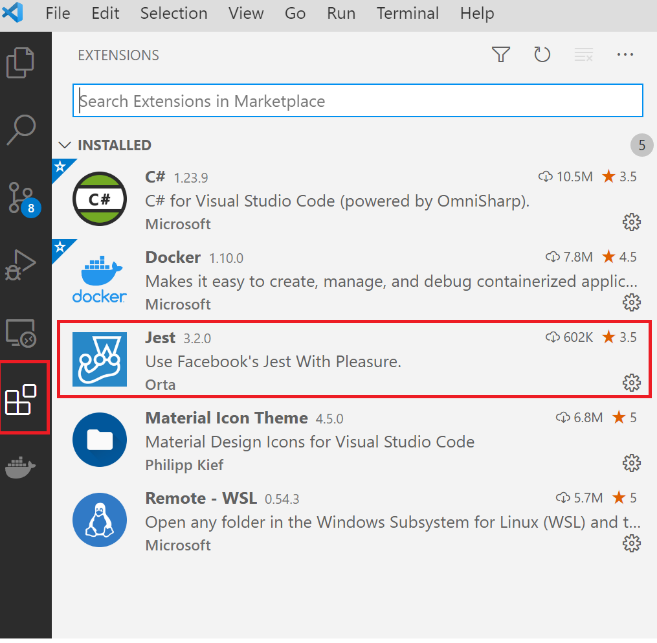 File Edit Selection View Go Run Terminal Help
EXTENSIONS
Search Extensions in Marketplace
INSTALLED 5
C# 1.23.9 10.5M 3.5
C# for Visual Studio Code (powered by OmniSharp).
Microsoft
C#
8
Docker 1.10.0 7.8M 4.5
Makes it easy to create, manage, and debug containerized applic...
Microsoft
docker
Jest 3.2.0 602K 3.5
Use Facebook's Jest With Pleasure.
Orta
Material Icon Theme 4.5.0 6.8M 5
Material Design Icons for Visual Studio Code
Philipp Kief
Remote - WSL 0.54.3 5.7M 5
Open any folder in the Windows Subsystem for Linux (WSL) and t...
Microsoft